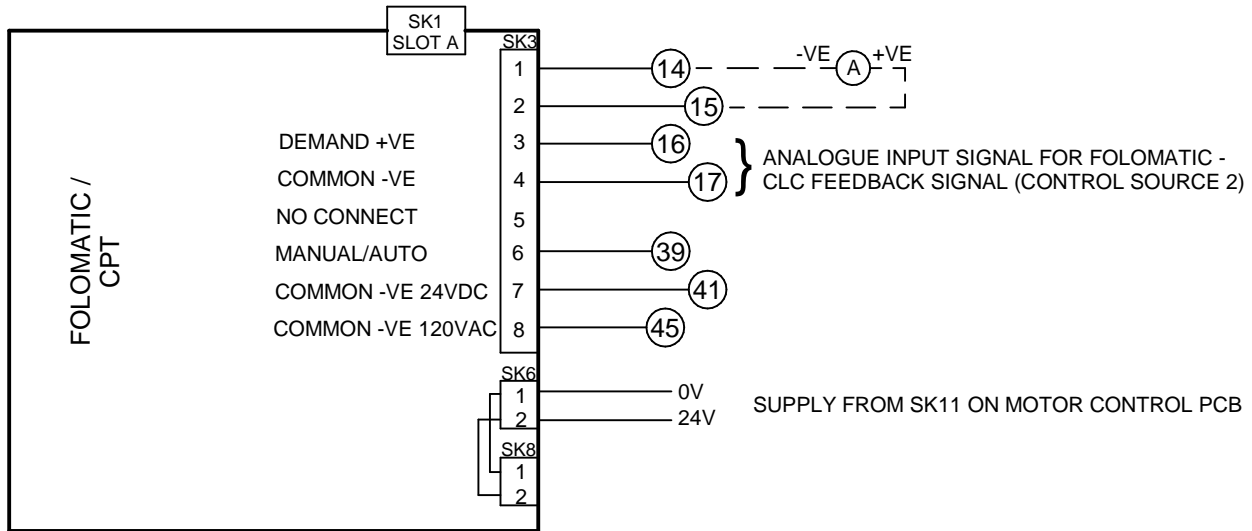 SK1
SLOT A
SK3
1 14 -VE A +VE
2 15
DEMAND +VE 3 16
COMMON -VE 4 17
} ANALOGUE INPUT SIGNAL FOR FOLOMATIC -
CLC FEEDBACK SIGNAL (CONTROL SOURCE 2)
NO CONNECT 5
MANUAL/AUTO 6 39
COMMON -VE 24VDC 7 41
COMMON -VE 120VAC 8 45
FOLOMATIC /
CPT
SK6
1 0V
2 24V
SUPPLY FROM SK11 ON MOTOR CONTROL PCB
SK8
1
2